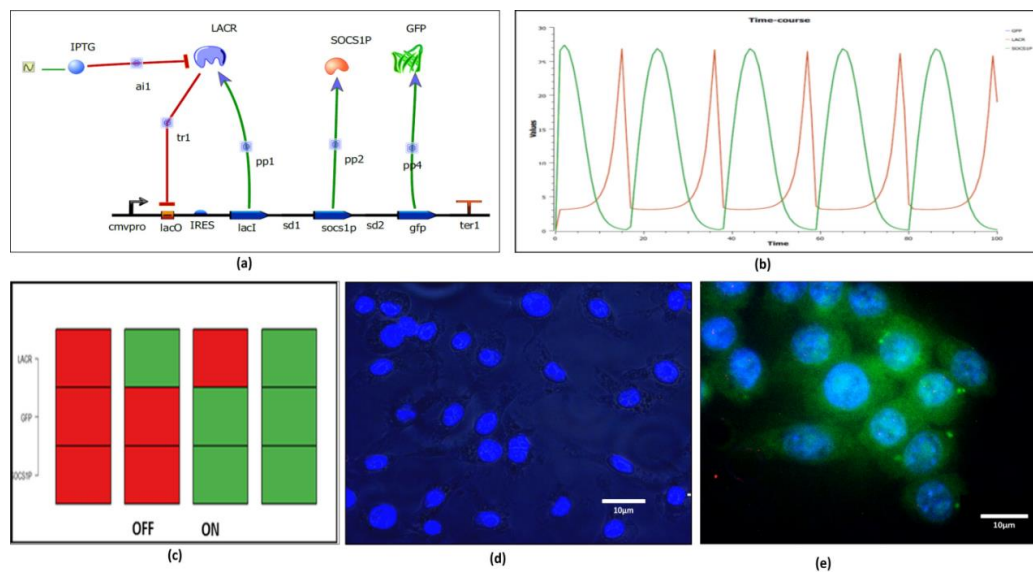 LACR
IPTG
SOCS1P
GFP
ai1
tr1
pp1
pp2
pp4
cmvpro
lacO
IRES
lacI
sd1
socs1p
sd2
gfp
ter1
(a)
Time-course
GFP
LACR
SOCS1P
Values
30
25
20
15
10
5
0
0 20 40 60 80 100
Time
(b)
LACR
GFP
SOCS1P
OFF ON
(c)
10µm
(d)
10µm
(e)